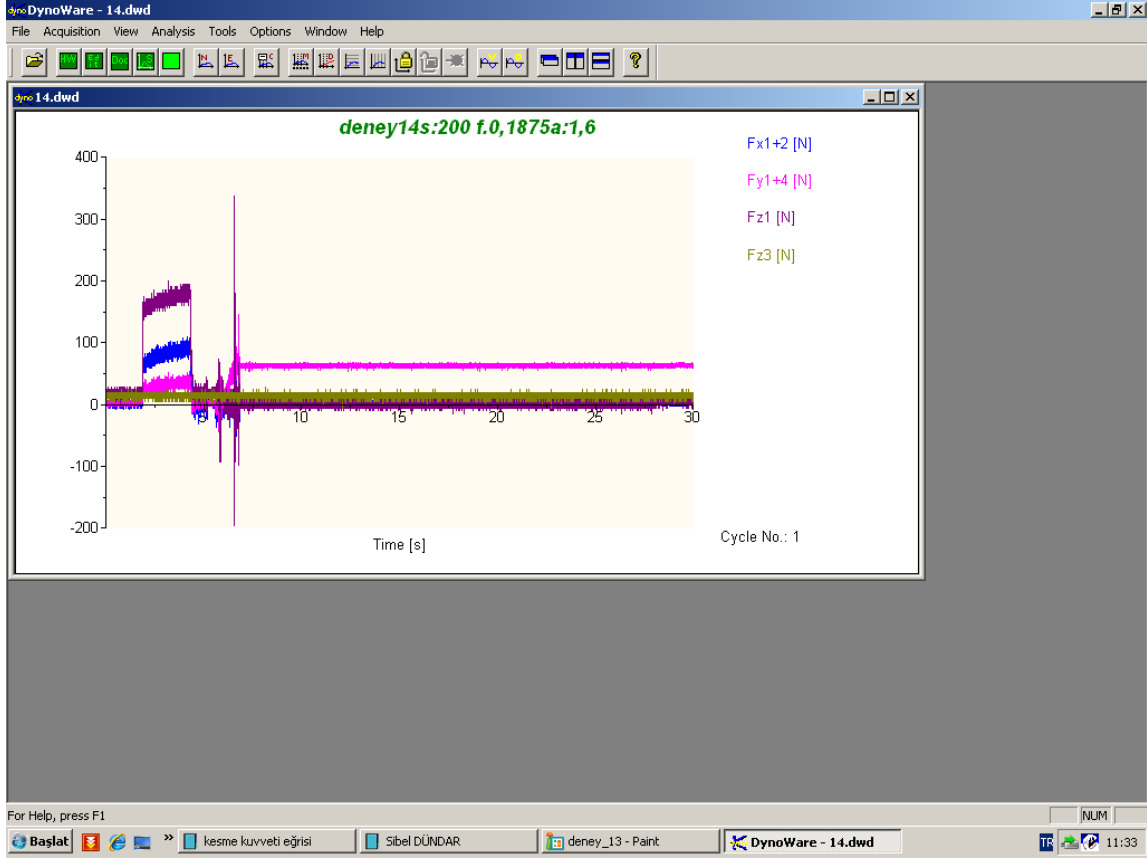 DynoWare - 14.dwd
File Acquisition View Analysis Tools Options Window Help
14.dwd
deney14s:200 f.0,1875a:1,6
Fx1+2 [N]
Fy1+4 [N]
Fz1 [N]
Fz3 [N]
400
300
200
100
0
-100
-200
5 10 15 20 25 30
Time [s]
Cycle No.: 1
For Help, press F1
NUM
Başlat
kesme kuvveti eğrisi
Sibel DÜNDAR
deney_13 - Paint
DynoWare - 14.dwd
TR
11:33